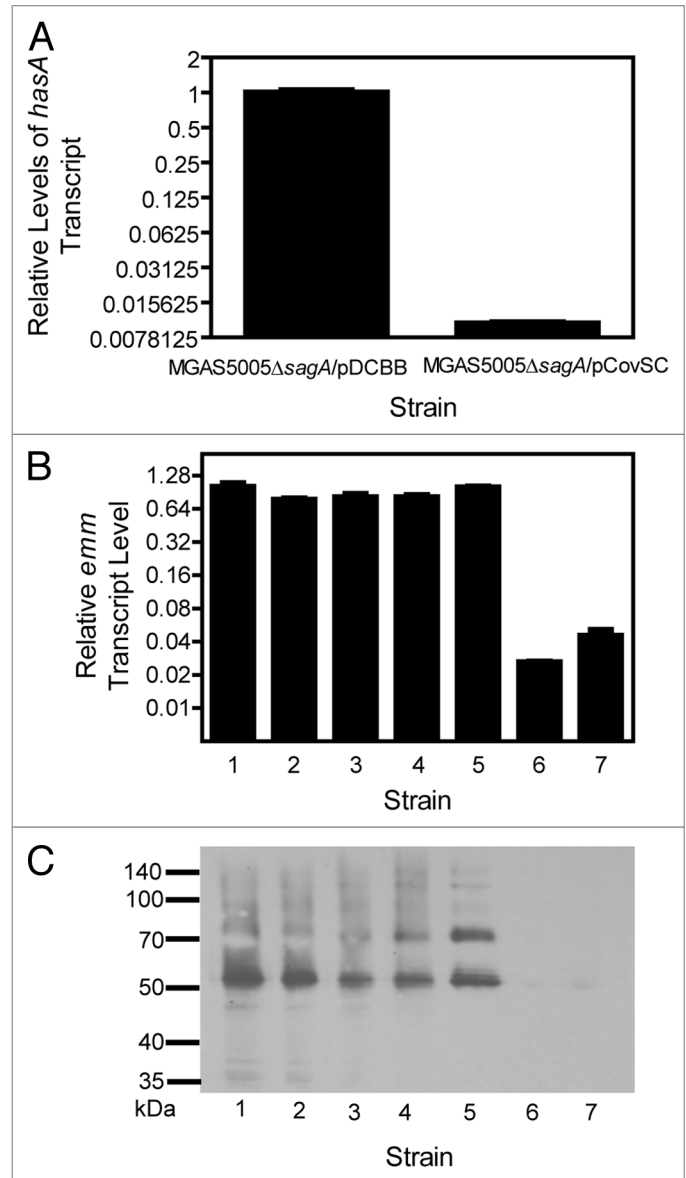 A
Relative Levels of hasA
Transcript
2
1
0.5
0.25
0.125
0.0625
0.03125
0.015625
0.0078125
MGAS5005ΔsagA/pDCBB MGAS5005ΔsagA/pCovSC
Strain
B
Relative emm
Transcript Level
1.28
0.64
0.32
0.16
0.08
0.04
0.02
0.01
1 2 3 4 5 6 7
Strain
C
140
100
70
50
40
35
kDa 1 2 3 4 5 6 7
Strain